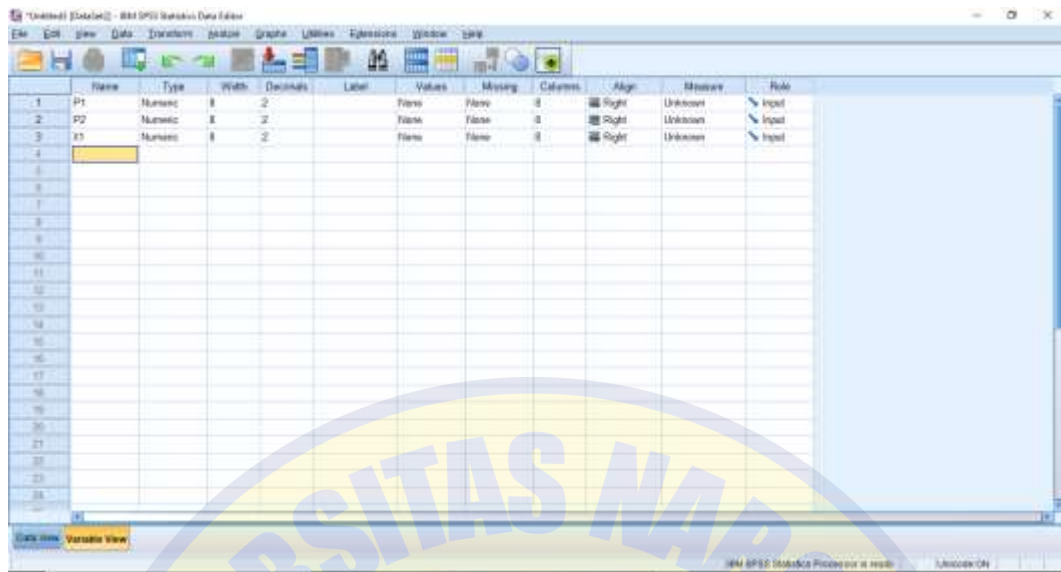 *Untitled3 [DataSet2] - IBM SPSS Statistics Data Editor
File Edit View Data Transform Analyze Graphs Utilities Extensions Window Help
Name Type Width Decimals Label Values Missing Columns Align Measure Role
1 P1 Numeric 8 2 None None 8 Right Unknown Input
2 P2 Numeric 8 2 None None 8 Right Unknown Input
3 X1 Numeric 8 2 None None 8 Right Unknown Input
4
5
6
7
8
9
10
11
12
13
14
15
16
17
18
19
20
21
22
23
24
Data View Variable View
IBM SPSS Statistics Processor is ready Unicode:ON
SITAS NA